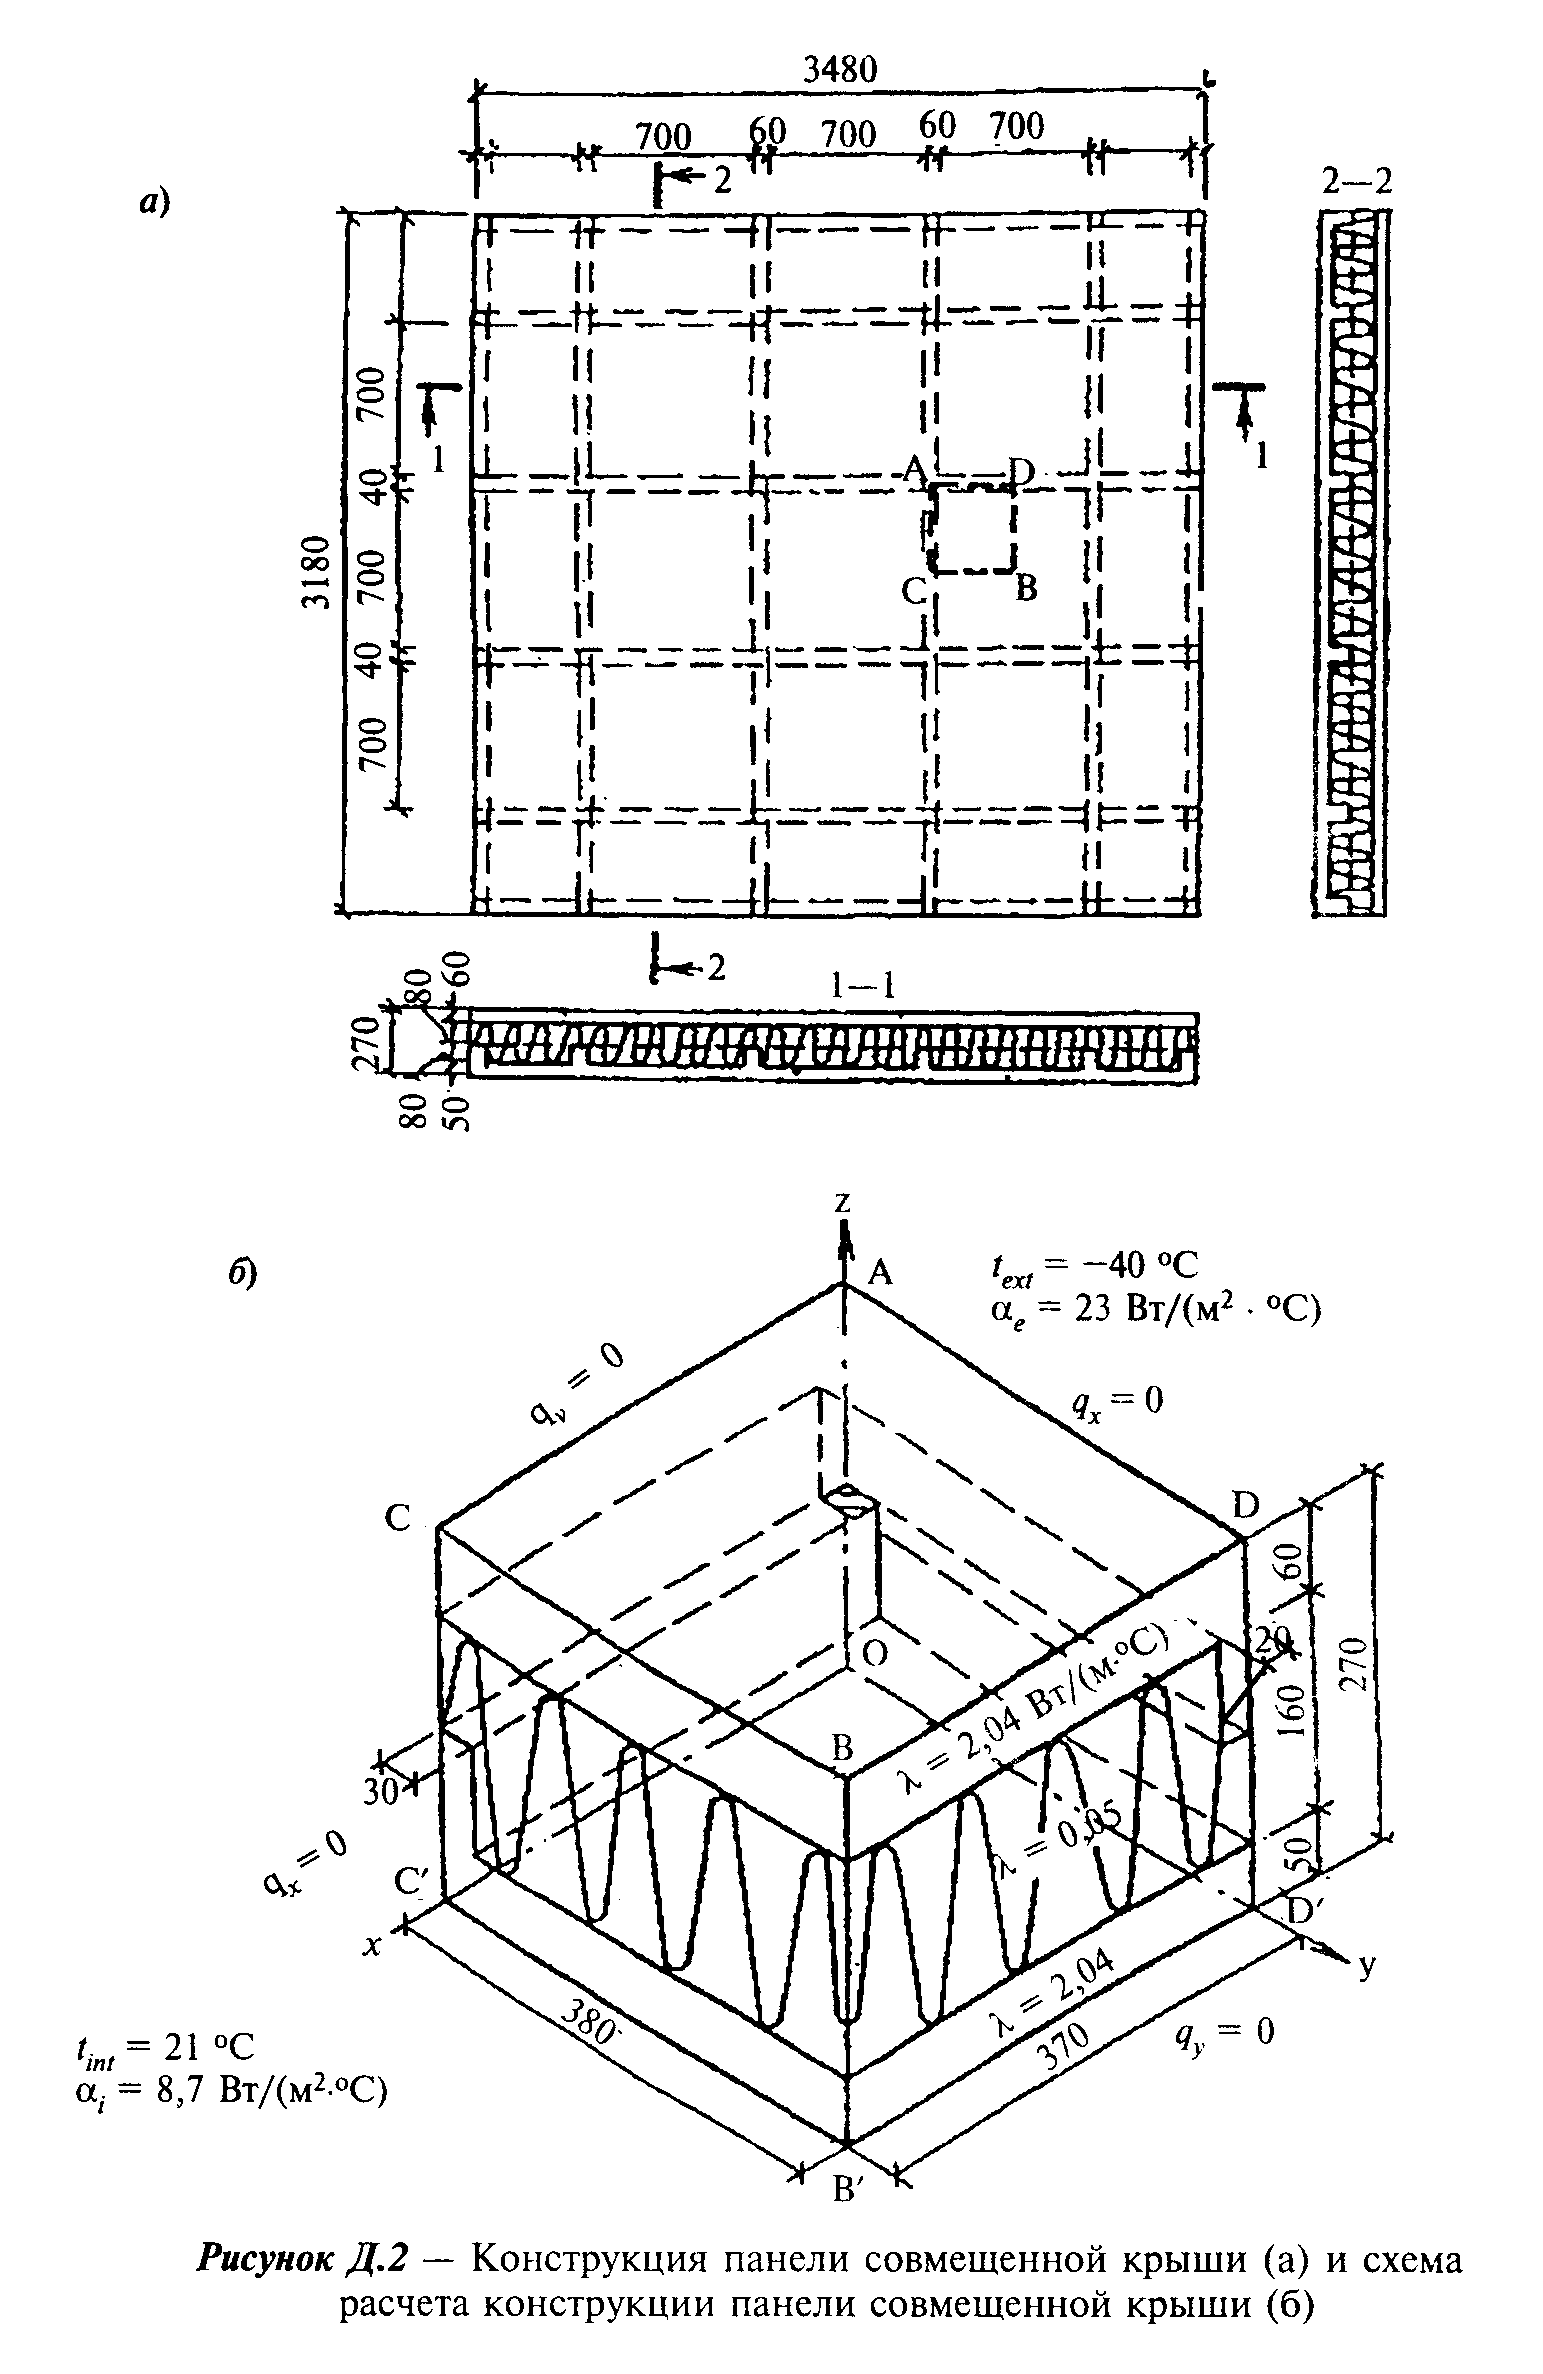 3480
700 60 700 60 700
2
2—2
а)
700
1
1
40
A D
3180
700
C B
40
700
2
80
60
1—1
270
80
50
z
A
б)
t_ext = −40 °С
α_e = 23 Вт/(м² · °С)
q_y = 0
q_x = 0
C
D
60
λ = 2,04 Вт/(м·°С)
20
270
O
160
B
30
λ = 0,05
q_x = 0
50
C′
D′
x
y
λ = 2,04
380
370
q_y = 0
t_int = 21 °С
α_i = 8,7 Вт/(м²·°С)
B′
Рисунок Д.2 — Конструкция панели совмещенной крыши (а) и схема
расчета конструкции панели совмещенной крыши (б)